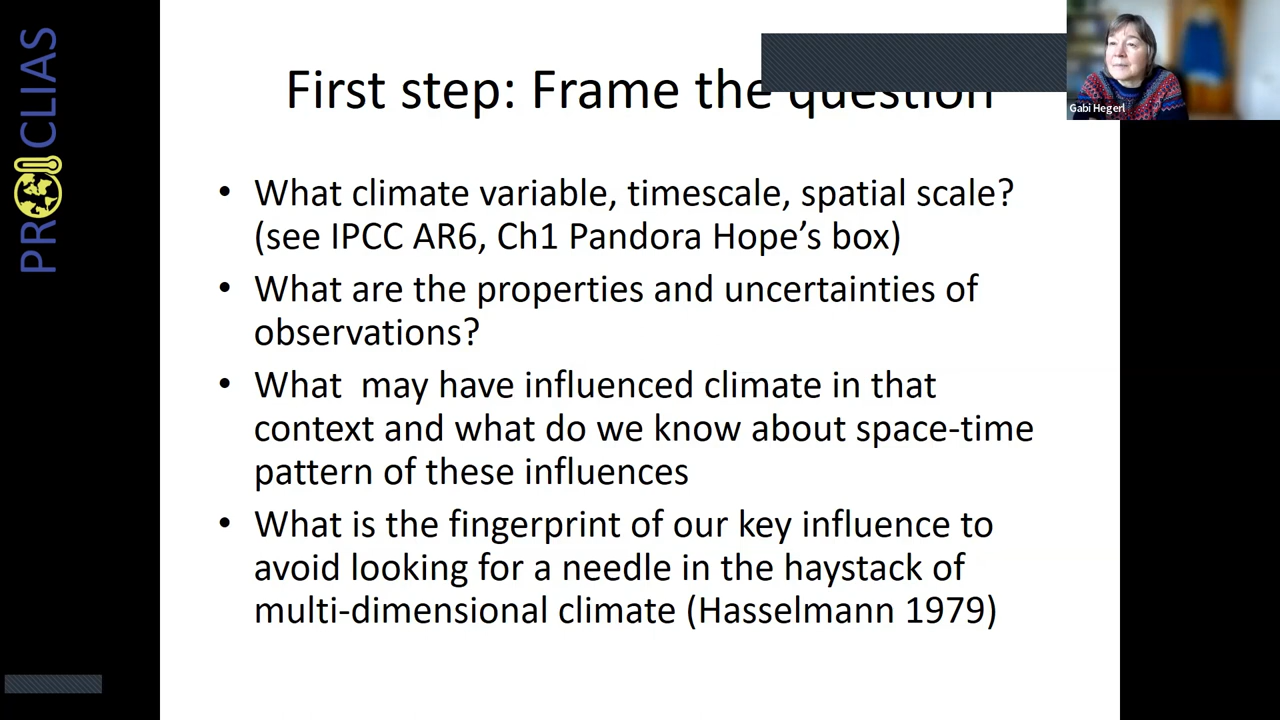 PROCLIAS
First step: Frame the question
Gabi Hegerl
• What climate variable, timescale, spatial scale?
(see IPCC AR6, Ch1 Pandora Hope’s box)
• What are the properties and uncertainties of
observations?
• What  may have influenced climate in that
context and what do we know about space-time
pattern of these influences
• What is the fingerprint of our key influence to
avoid looking for a needle in the haystack of
multi-dimensional climate (Hasselmann 1979)